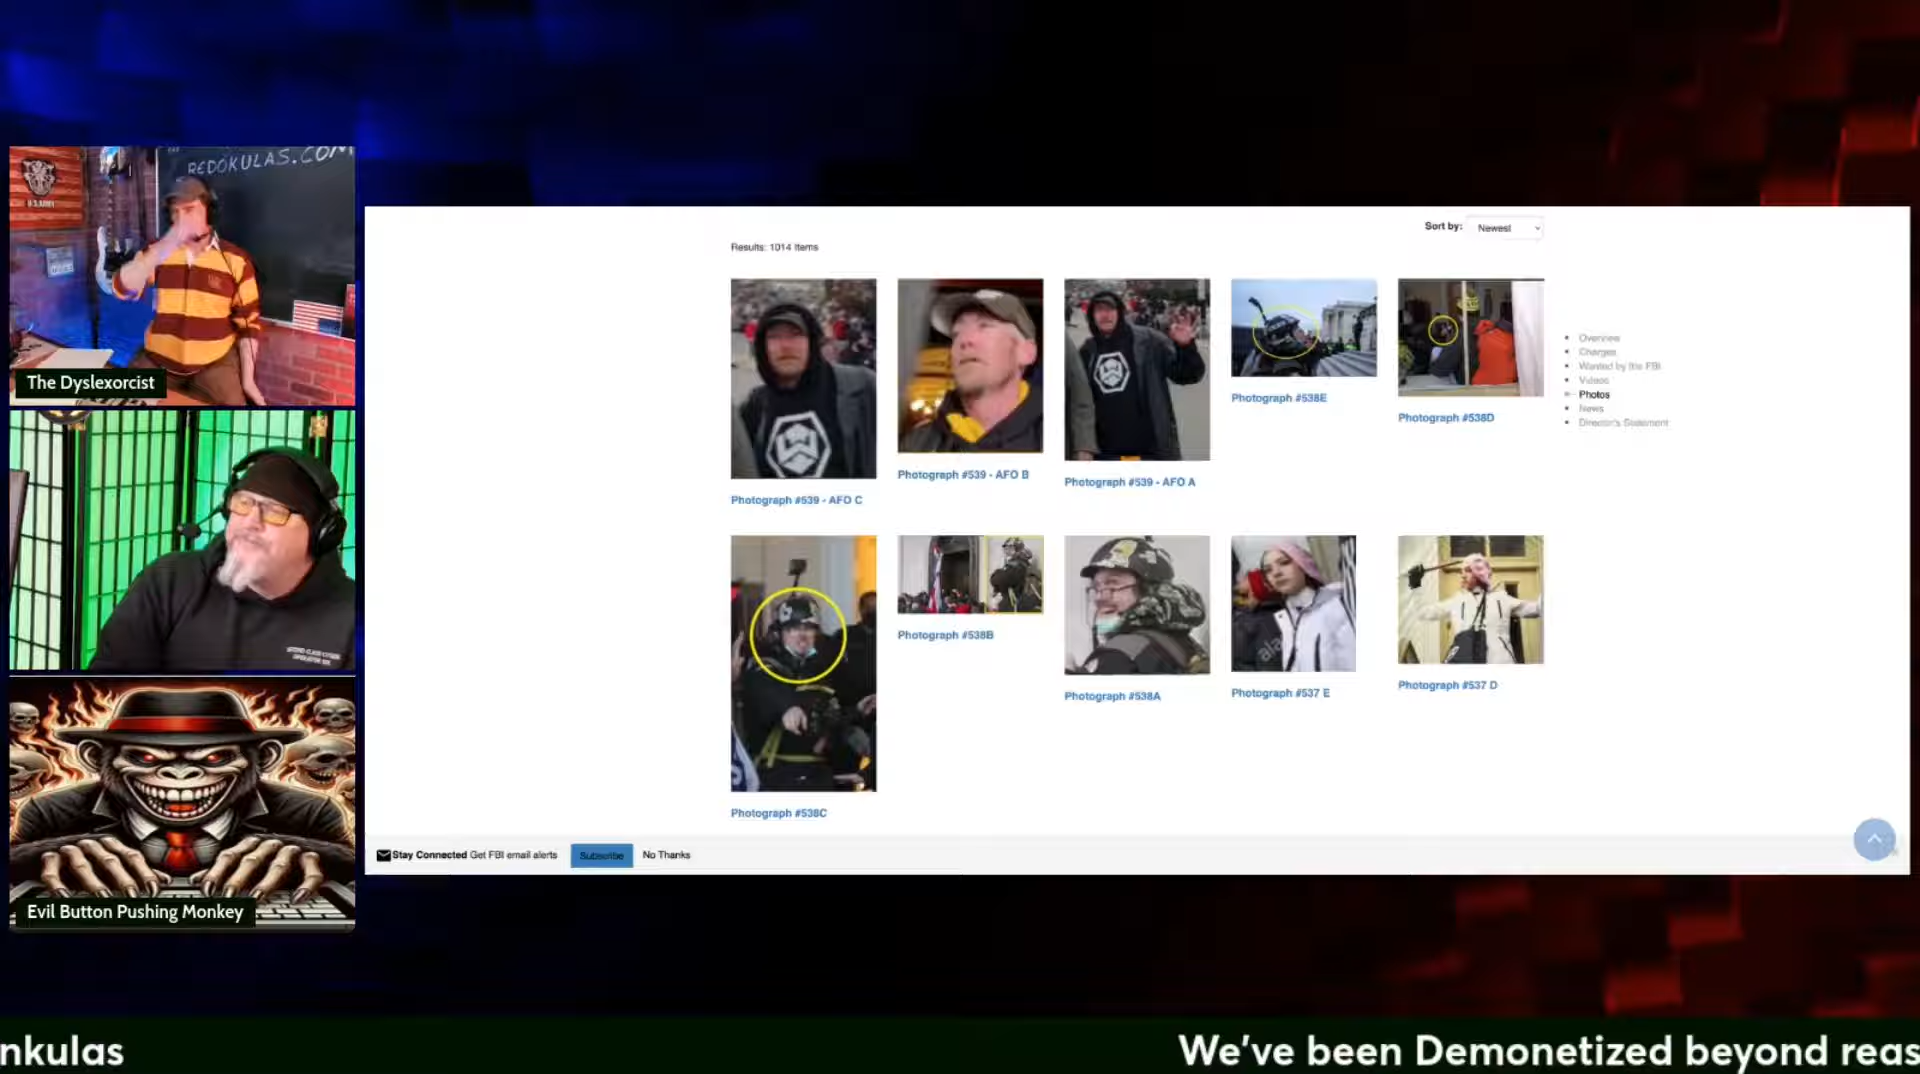 REDOKULAS.COM
U.S. ARMY
The Dyslexorcist
Evil Button Pushing Monkey
Sort by:
Newest
Results: 1014 Items
Photograph #539 - AFO C
Photograph #539 - AFO B
Photograph #539 - AFO A
Photograph #538E
Photograph #538D
Overview
Charges
Wanted by the FBI
Videos
Photos
News
Director's Statement
Photograph #538C
Photograph #538B
Photograph #538A
Photograph #537 E
Photograph #537 D
Stay Connected Get FBI email alerts
Subscribe
No Thanks
nkulas
We've been Demonetized beyond reas